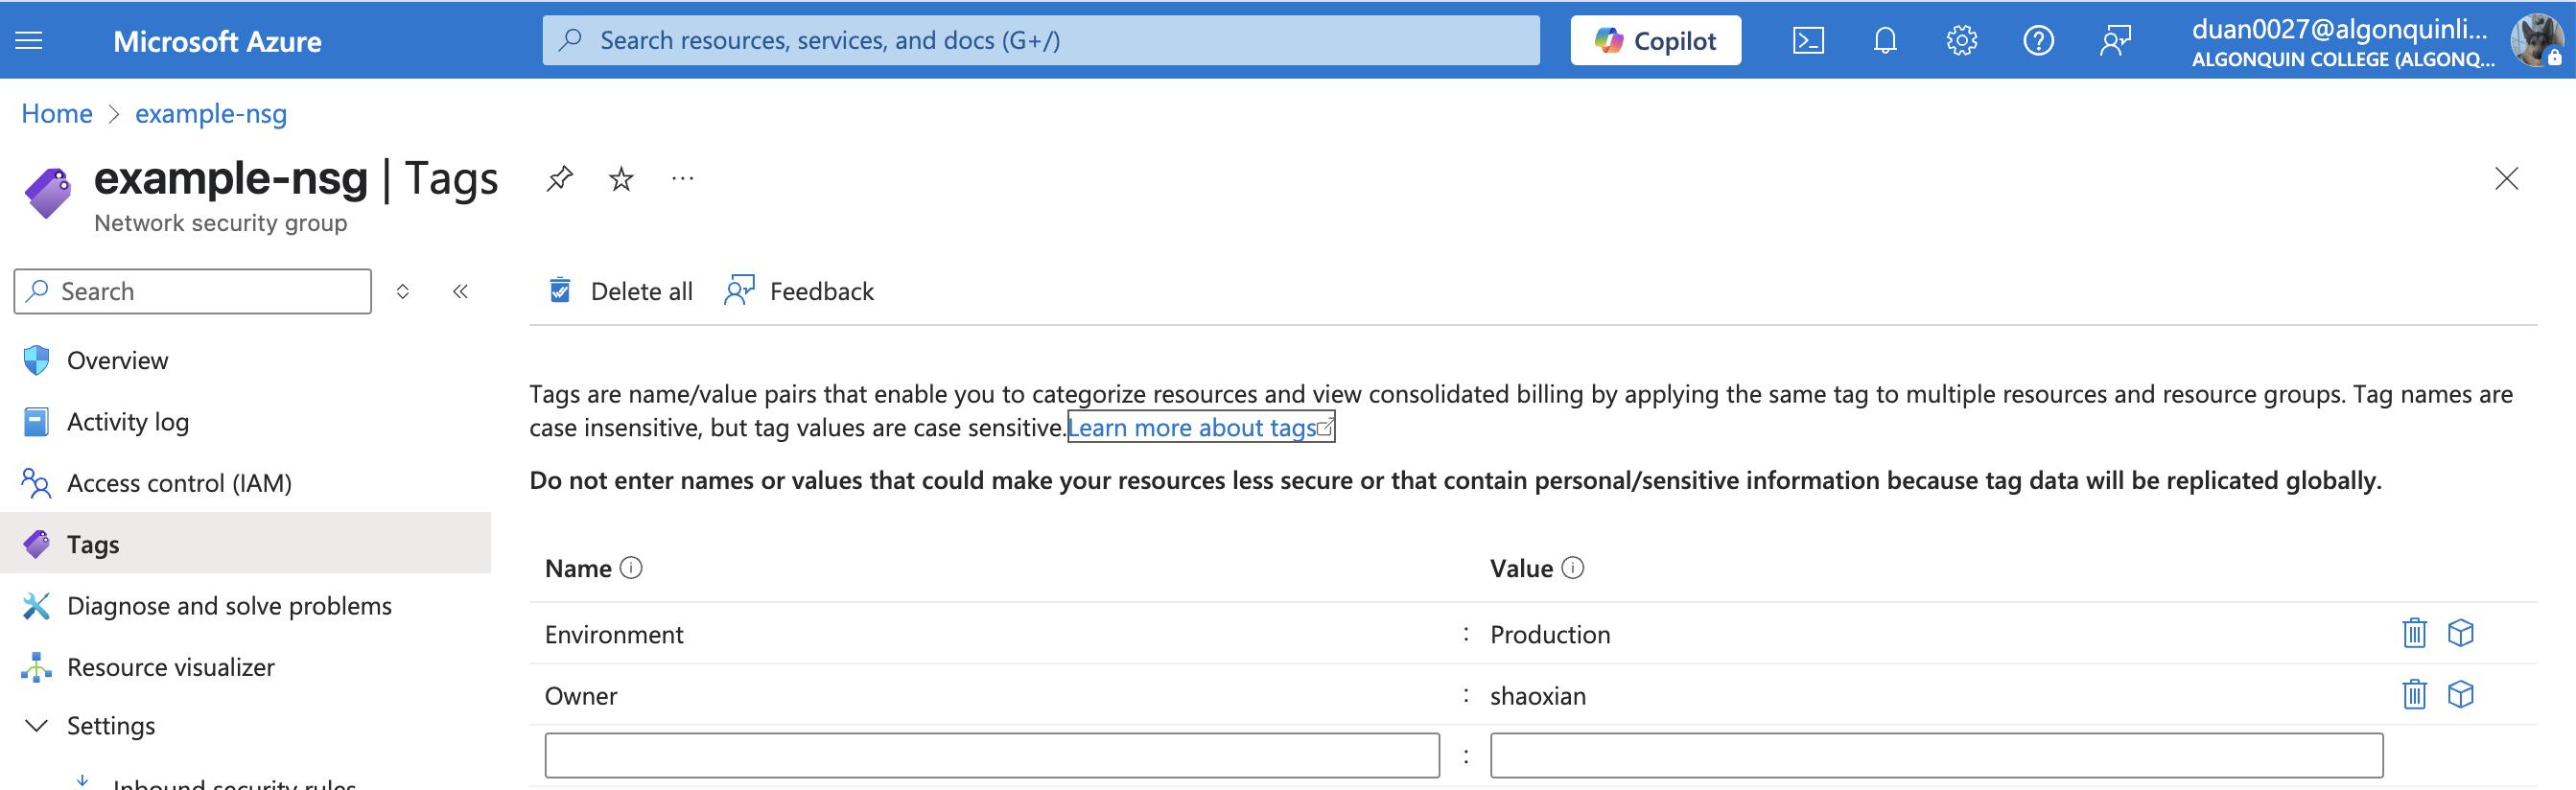 Microsoft Azure
Search resources, services, and docs (G+/)
Copilot
duan0027@algonquinli...
ALGONQUIN COLLEGE (ALGONQ...
Home > example-nsg
example-nsg | Tags
Network security group
Search
Delete all
Feedback
Overview
Activity log
Access control (IAM)
Tags
Diagnose and solve problems
Resource visualizer
Settings
Inbound security rules
Tags are name/value pairs that enable you to categorize resources and view consolidated billing by applying the same tag to multiple resources and resource groups. Tag names are
case insensitive, but tag values are case sensitive.Learn more about tags
Do not enter names or values that could make your resources less secure or that contain personal/sensitive information because tag data will be replicated globally.
Name
Value
Environment : Production
Owner : shaoxian
: